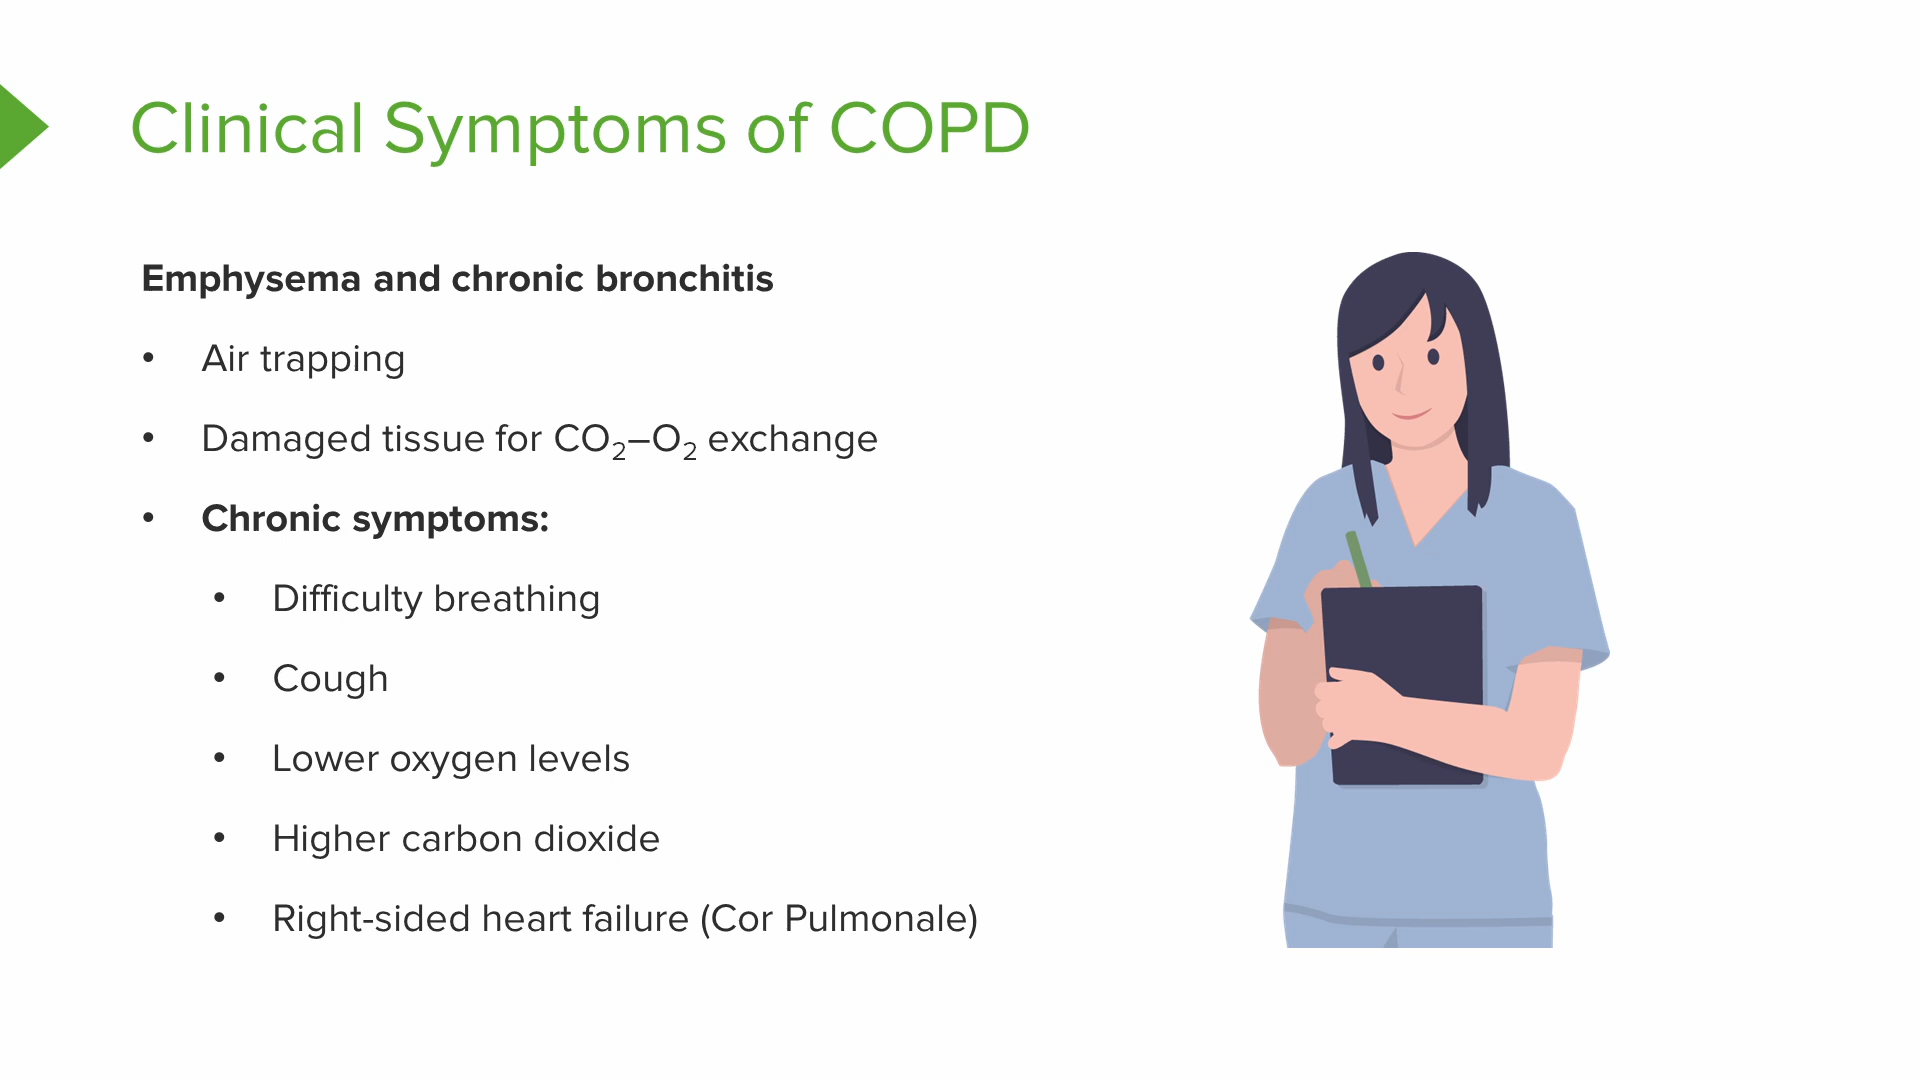 Clinical Symptoms of COPD
Emphysema and chronic bronchitis
• Air trapping
• Damaged tissue for CO₂–O₂ exchange
• Chronic symptoms:
• Difficulty breathing
• Cough
• Lower oxygen levels
• Higher carbon dioxide
• Right-sided heart failure (Cor Pulmonale)